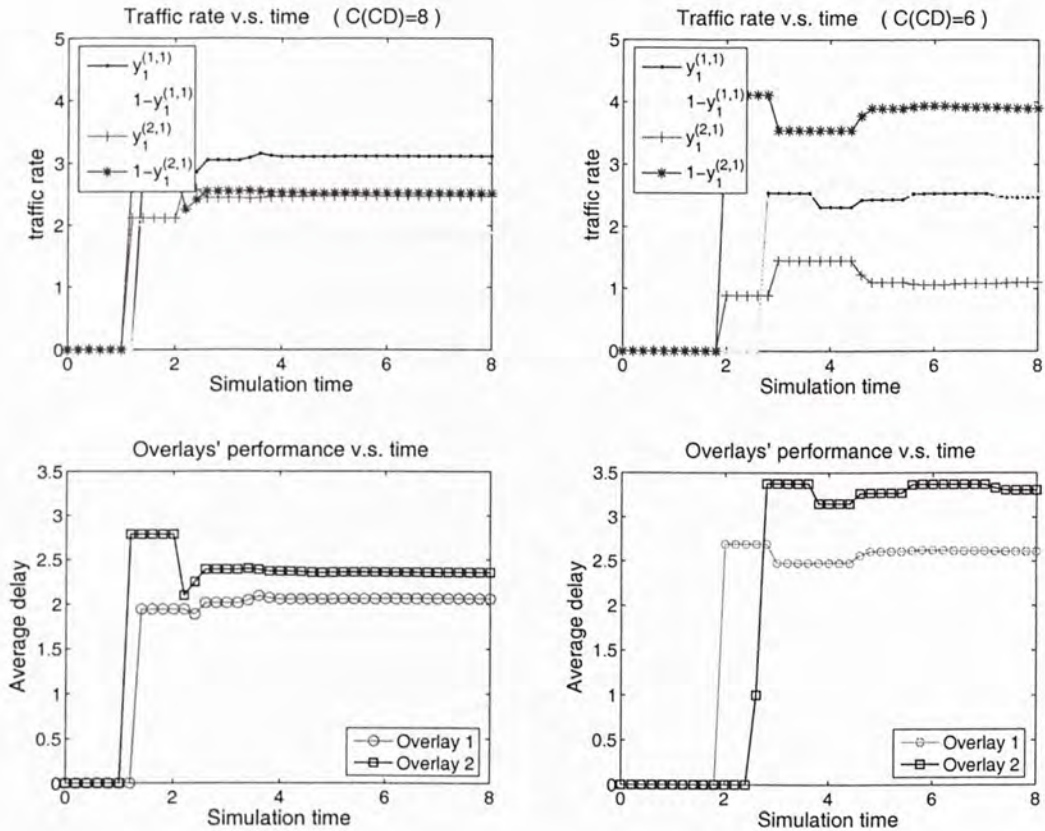 Traffic rate v.s. time ( C(CD)=8 )
traffic rate
5
4
3
2
1
0
y₁^(1,1)
1−y₁^(1,1)
y₁^(2,1)
1−y₁^(2,1)
0 2 4 6 8
Simulation time
Traffic rate v.s. time ( C(CD)=6 )
traffic rate
5
4
3
2
1
0
y₁^(1,1)
1−y₁^(1,1)
y₁^(2,1)
1−y₁^(2,1)
0 2 4 6 8
Simulation time
Overlays' performance v.s. time
Average delay
3.5
3
2.5
2
1.5
1
0.5
0
Overlay 1
Overlay 2
0 2 4 6 8
Simulation time
Overlays' performance v.s. time
Average delay
3.5
3
2.5
2
1.5
1
0.5
0
Overlay 1
Overlay 2
0 2 4 6 8
Simulation time